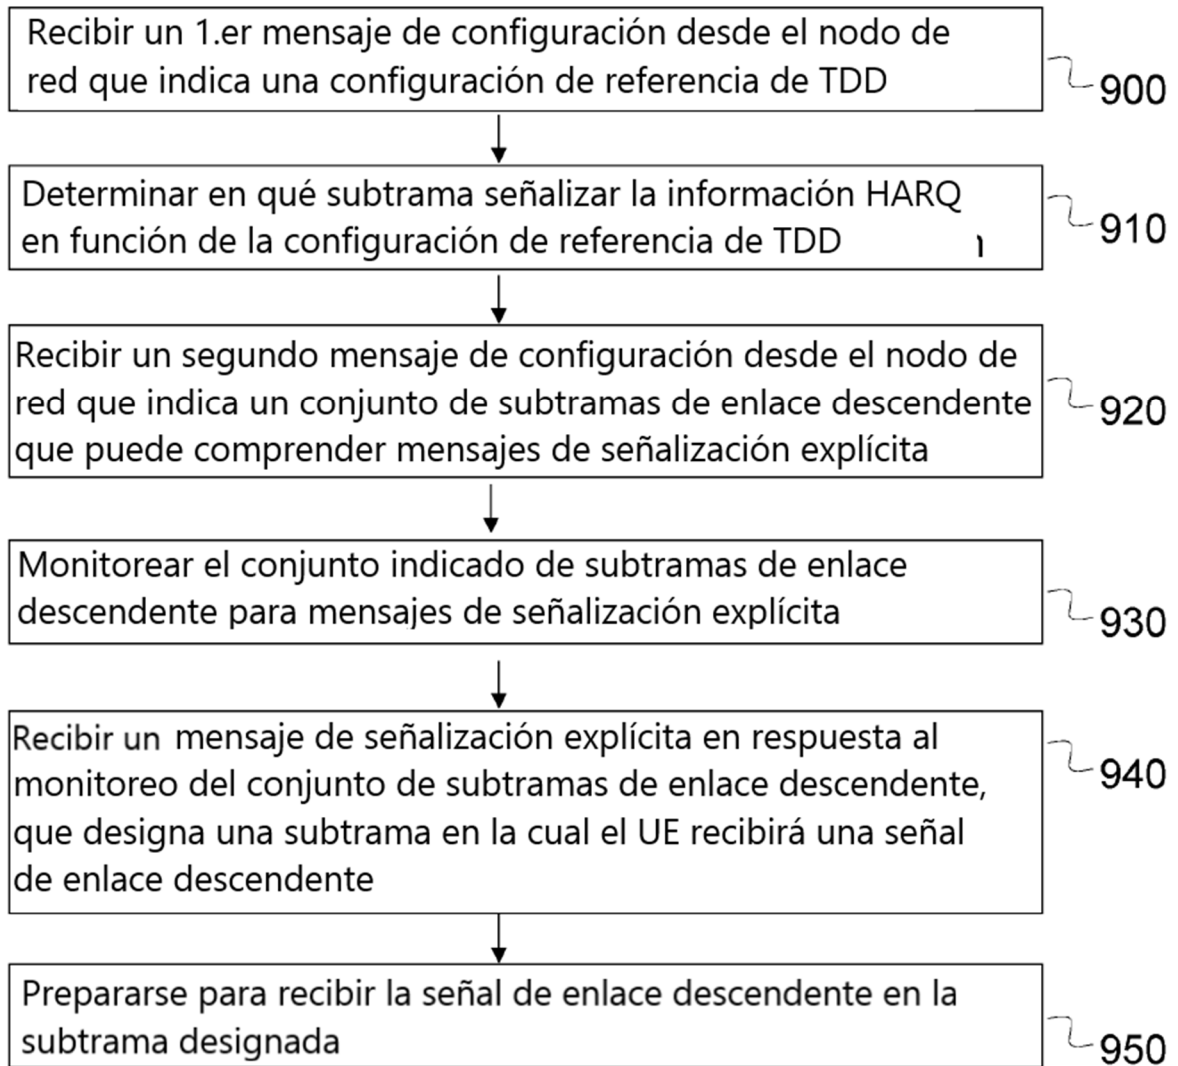 Recibir un 1.er mensaje de configuración desde el nodo de
red que indica una configuración de referencia de TDD
900
Determinar en qué subtrama señalizar la información HARQ
en función de la configuración de referencia de TDD
910
Recibir un segundo mensaje de configuración desde el nodo de
red que indica un conjunto de subtramas de enlace descendente
que puede comprender mensajes de señalización explícita
920
Monitorear el conjunto indicado de subtramas de enlace
descendente para mensajes de señalización explícita
930
Recibir un mensaje de señalización explícita en respuesta al
monitoreo del conjunto de subtramas de enlace descendente,
que designa una subtrama en la cual el UE recibirá una señal
de enlace descendente
940
Prepararse para recibir la señal de enlace descendente en la
subtrama designada
950